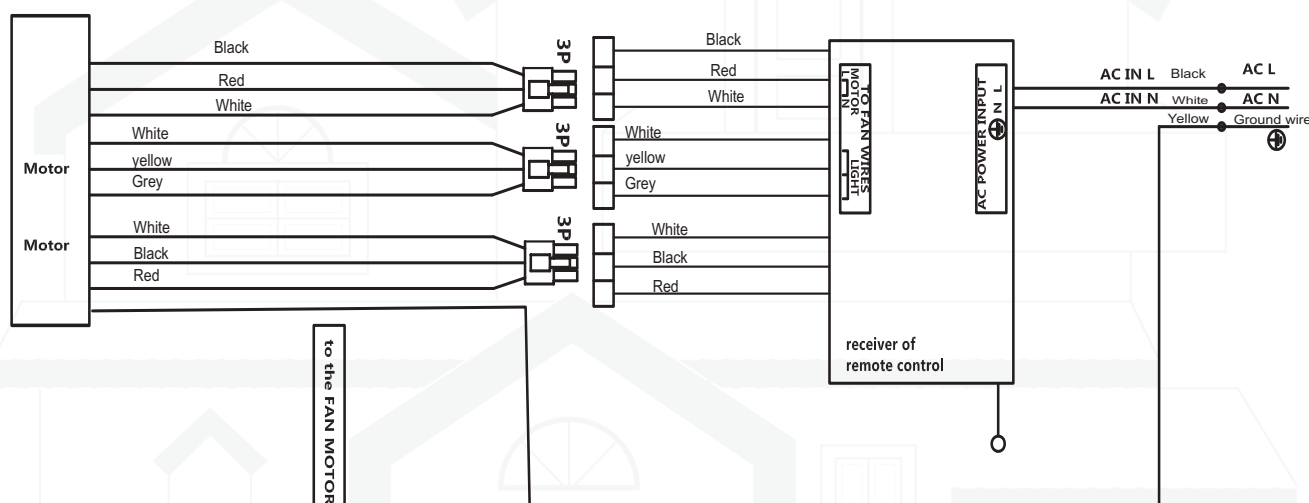 Black
Red
White
3P
White
yellow
Grey
3P
White
Black
Red
3P
Motor
Motor
to the FAN MOTOR
Black
Red
White
White
yellow
Grey
White
Black
Red
TO FAN WIRES
MOTOR
L N
LIGHT
AC POWER INPUT
N L
receiver of
remote control
AC IN L Black AC L
AC IN N White AC N
Yellow Ground wire